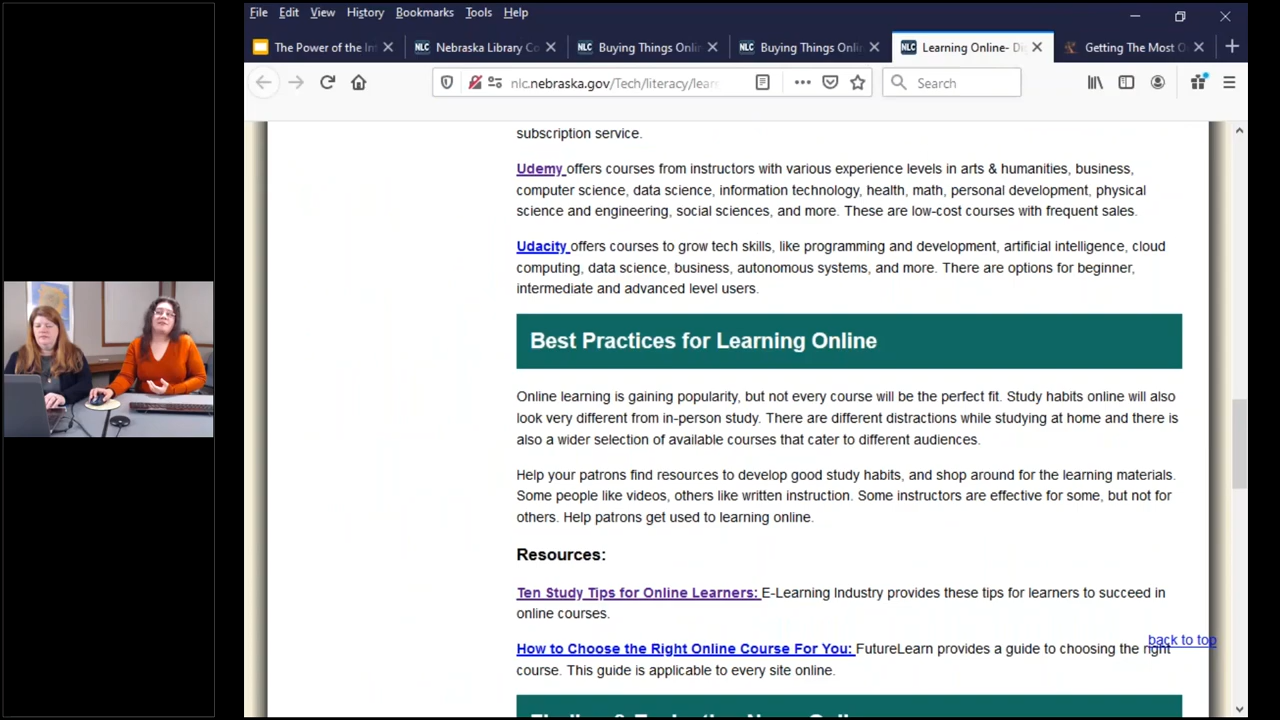 File Edit View History Bookmarks Tools Help
The Power of the In
Nebraska Library Co
Buying Things Onlin
Buying Things Onlin
Learning Online- Di
Getting The Most O
nlc.nebraska.gov/Tech/literacy/lear
Search
subscription service.
Udemy offers courses from instructors with various experience levels in arts & humanities, business,
computer science, data science, information technology, health, math, personal development, physical
science and engineering, social sciences, and more. These are low-cost courses with frequent sales.
Udacity offers courses to grow tech skills, like programming and development, artificial intelligence, cloud
computing, data science, business, autonomous systems, and more. There are options for beginner,
intermediate and advanced level users.
Best Practices for Learning Online
Online learning is gaining popularity, but not every course will be the perfect fit. Study habits online will also
look very different from in-person study. There are different distractions while studying at home and there is
also a wider selection of available courses that cater to different audiences.
Help your patrons find resources to develop good study habits, and shop around for the learning materials.
Some people like videos, others like written instruction. Some instructors are effective for some, but not for
others. Help patrons get used to learning online.
Resources:
Ten Study Tips for Online Learners: E-Learning Industry provides these tips for learners to succeed in
online courses.
back to top
How to Choose the Right Online Course For You: FutureLearn provides a guide to choosing the right
course. This guide is applicable to every site online.